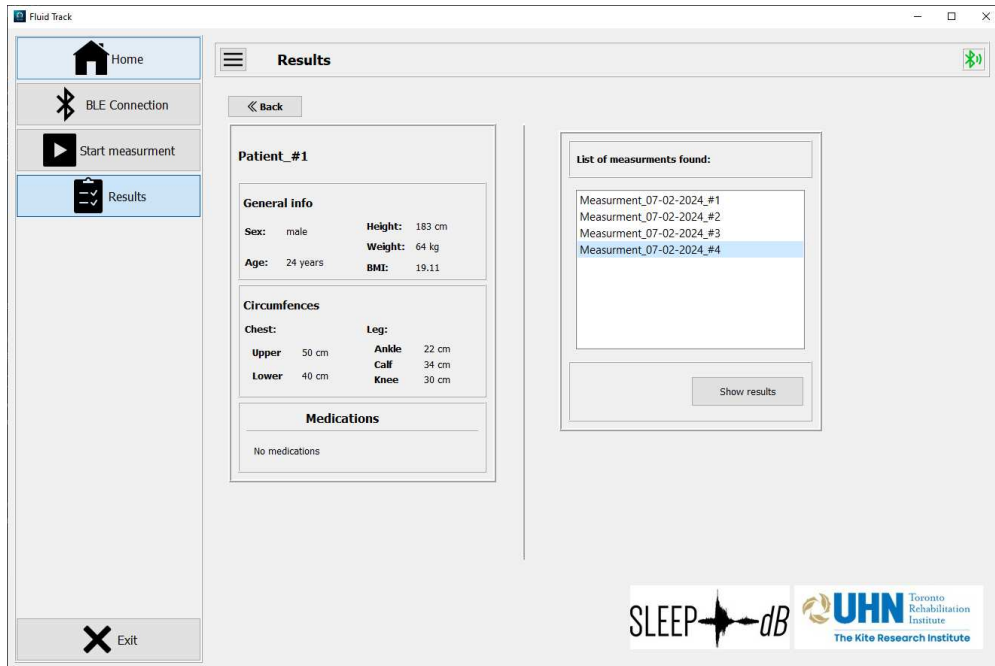 Fluid Track
Home
BLE Connection
Start measurment
Results
Exit
Results
Back
Patient_#1
General info
Sex: male
Age: 24 years
Height: 183 cm
Weight: 64 kg
BMI: 19.11
Circumfences
Chest:
Upper 50 cm
Lower 40 cm
Leg:
Ankle 22 cm
Calf 34 cm
Knee 30 cm
Medications
No medications
List of measurments found:
Measurment_07-02-2024_#1
Measurment_07-02-2024_#2
Measurment_07-02-2024_#3
Measurment_07-02-2024_#4
Show results
SLEEP dB
UHN
Toronto
Rehabilitation
Institute
The Kite Research Institute